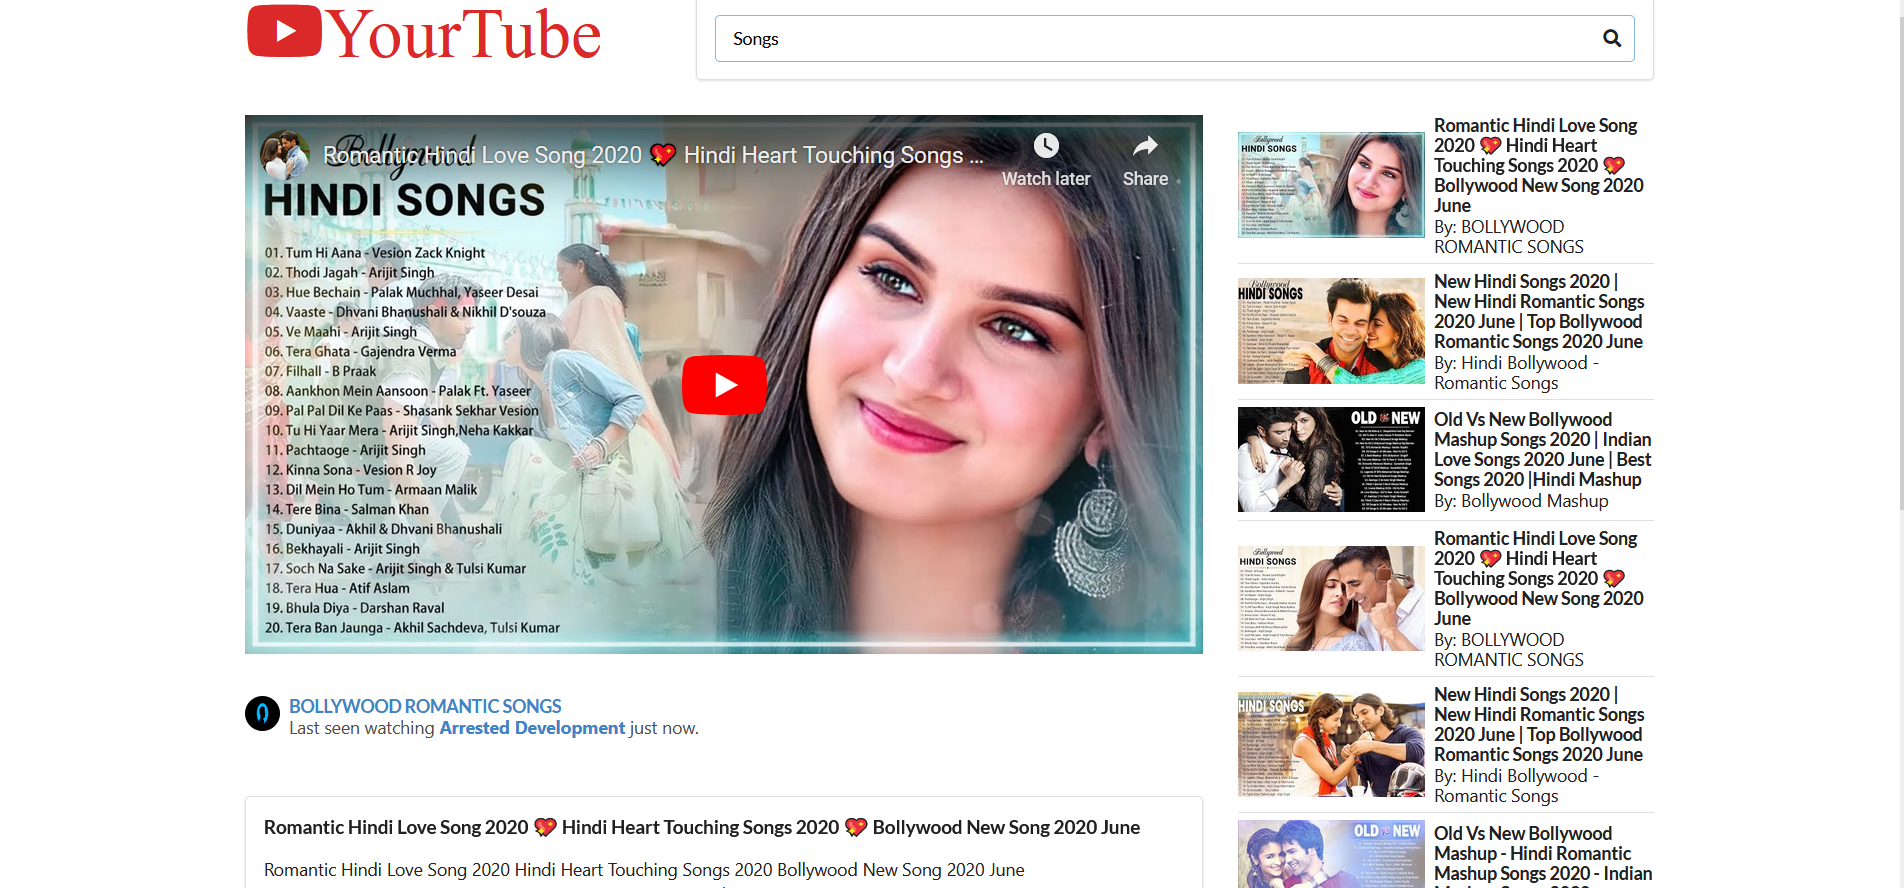 YourTube
Songs
Bollywood
Romantic Hindi Love Song 2020 💖 Hindi Heart Touching Songs ...
Watch later
Share
HINDI SONGS
01. Tum Hi Aana - Vesion Zack Knight
02. Thodi Jagah - Arijit Singh
03. Hue Bechain - Palak Muchhal, Yaseer Desai
04. Vaaste - Dhvani Bhanushali & Nikhil D'souza
05. Ve Maahi - Arijit Singh
06. Tera Ghata - Gajendra Verma
07. Filhall - B Praak
08. Aankhon Mein Aansoon - Palak Ft. Yaseer
09. Pal Pal Dil Ke Paas - Shasank Sekhar Vesion
10. Tu Hi Yaar Mera - Arijit Singh,Neha Kakkar
11. Pachtaoge - Arijit Singh
12. Kinna Sona - Vesion R Joy
13. Dil Mein Ho Tum - Armaan Malik
14. Tere Bina - Salman Khan
15. Duniyaa - Akhil & Dhvani Bhanushali
16. Bekhayali - Arijit Singh
17. Soch Na Sake - Arijit Singh & Tulsi Kumar
18. Tera Hua - Atif Aslam
19. Bhula Diya - Darshan Raval
20. Tera Ban Jaunga - Akhil Sachdeva, Tulsi Kumar
BOLLYWOOD ROMANTIC SONGS
Last seen watching Arrested Development just now.
Romantic Hindi Love Song 2020 💖 Hindi Heart Touching Songs 2020 💖 Bollywood New Song 2020 June
Romantic Hindi Love Song 2020 Hindi Heart Touching Songs 2020 Bollywood New Song 2020 June
Bollywood
HINDI SONGS
Romantic Hindi Love Song
2020 💖 Hindi Heart
Touching Songs 2020 💖
Bollywood New Song 2020
June
By: BOLLYWOOD
ROMANTIC SONGS
Bollywood
HINDI SONGS
New Hindi Songs 2020 |
New Hindi Romantic Songs
2020 June | Top Bollywood
Romantic Songs 2020 June
By: Hindi Bollywood -
Romantic Songs
OLD NEW
Old Vs New Bollywood
Mashup Songs 2020 | Indian
Love Songs 2020 June | Best
Songs 2020 |Hindi Mashup
By: Bollywood Mashup
Bollywood
HINDI SONGS
Romantic Hindi Love Song
2020 💖 Hindi Heart
Touching Songs 2020 💖
Bollywood New Song 2020
June
By: BOLLYWOOD
ROMANTIC SONGS
HINDI SONGS
New Hindi Songs 2020 |
New Hindi Romantic Songs
2020 June | Top Bollywood
Romantic Songs 2020 June
By: Hindi Bollywood -
Romantic Songs
OLD NEW
Old Vs New Bollywood
Mashup - Hindi Romantic
Mashup Songs 2020 - Indian